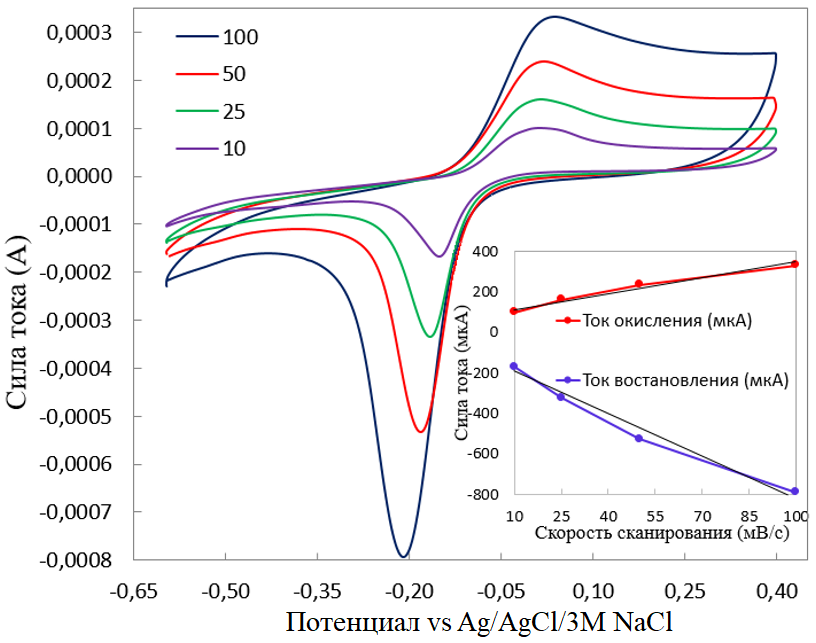 0,0003
0,0002
0,0001
0,0000
-0,0001
-0,0002
-0,0003
-0,0004
-0,0005
-0,0006
-0,0007
-0,0008
Сила тока (А)
100
50
25
10
-0,65 -0,50 -0,35 -0,20 -0,05 0,10 0,25 0,40
Потенциал vs Ag/AgCl/3M NaCl
400
200
0
-200
-400
-600
-800
Сила тока (мкА)
Ток окисления (мкА)
Ток востановления (мкА)
10 25 40 55 70 85 100
Скорость сканирования (мВ/с)